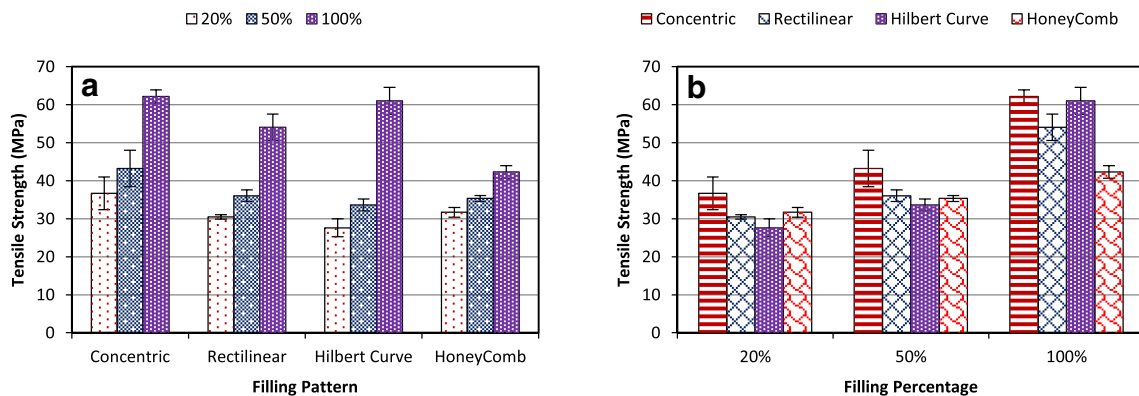 20% 50% 100%
a
Tensile Strength (MPa)
70
60
50
40
30
20
10
0
Concentric Rectilinear Hilbert Curve HoneyComb
Filling Pattern
Concentric Rectilinear Hilbert Curve HoneyComb
b
Tensile Strength (MPa)
70
60
50
40
30
20
10
0
20% 50% 100%
Filling Percentage